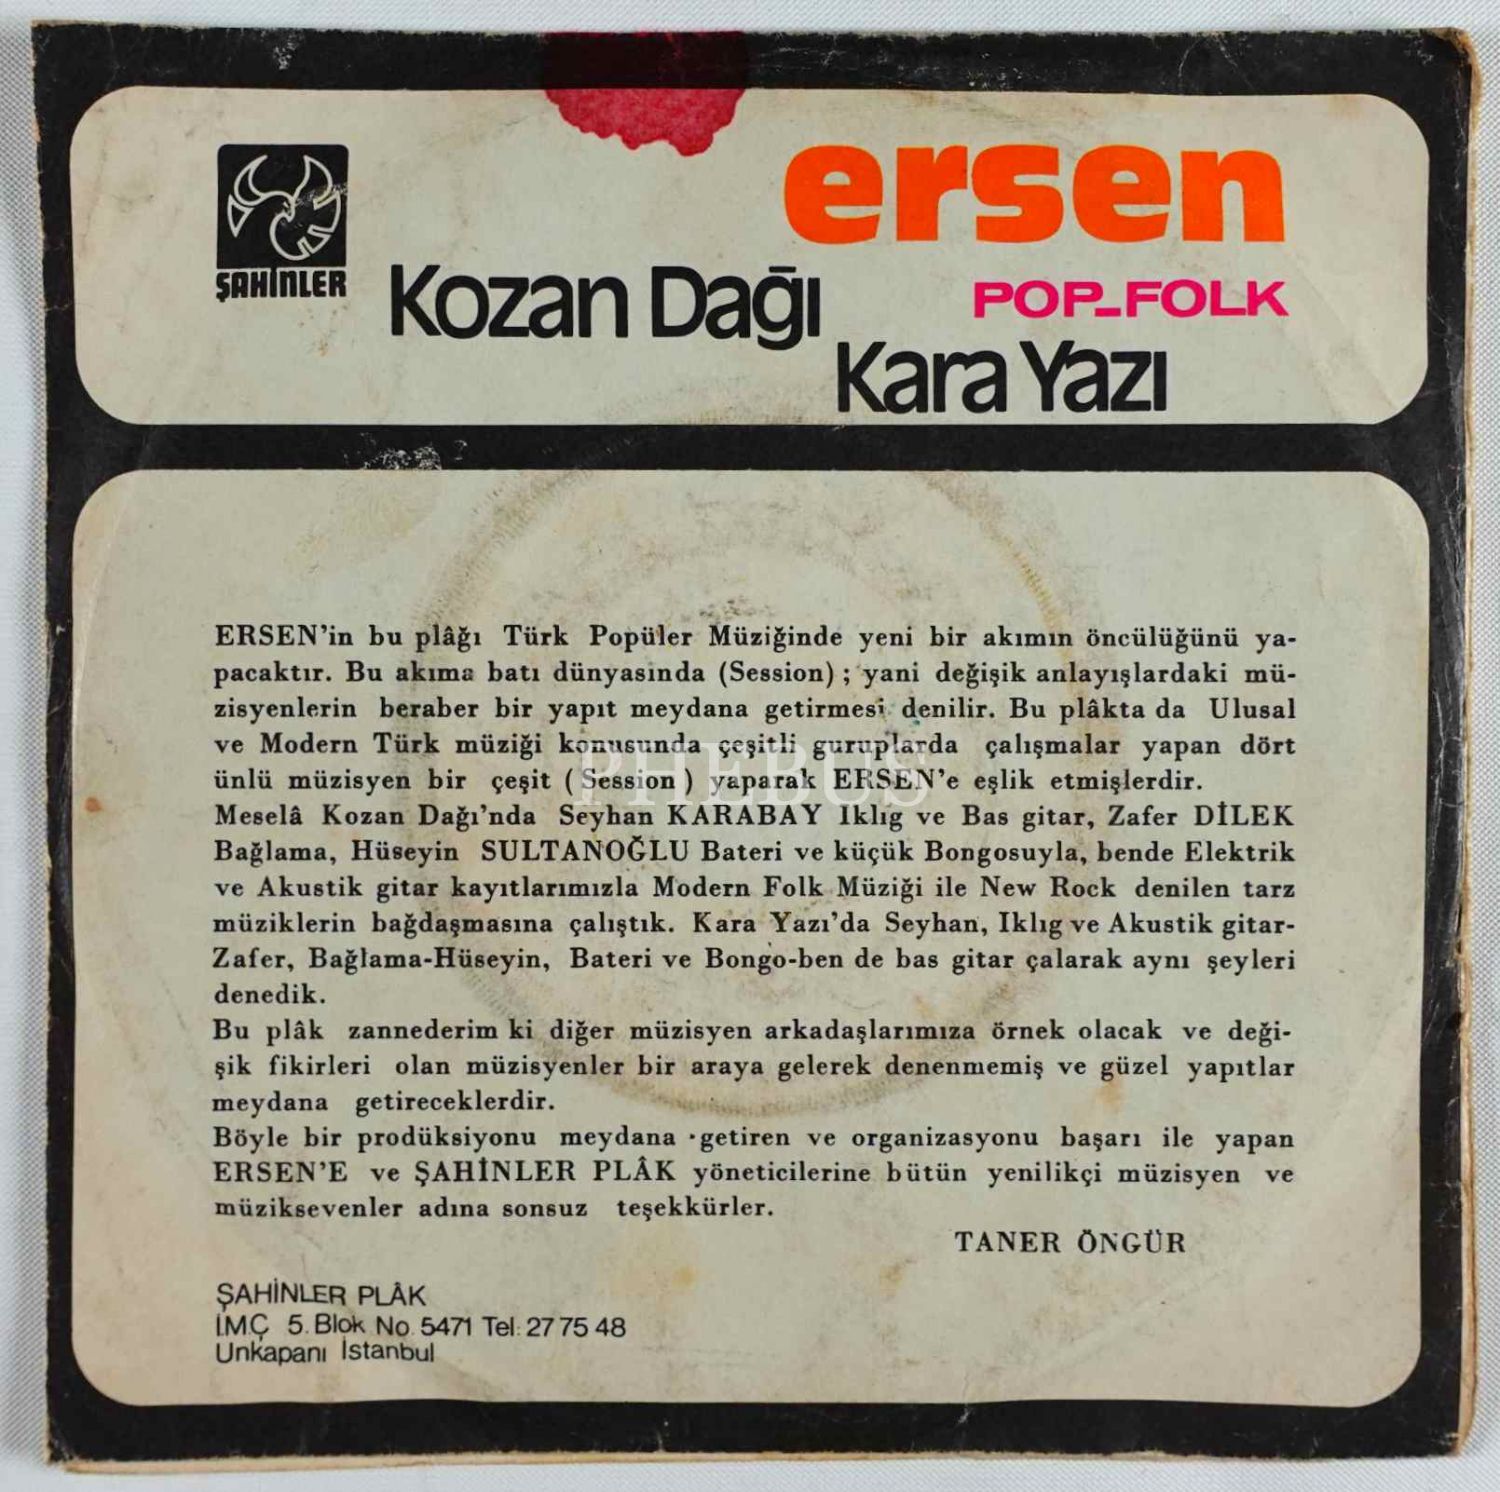 ersen
ŞAHİNLER
Kozan Dağı
POP-FOLK
Kara Yazı
ERSEN'in bu plâğı Türk Popüler Müziğinde yeni bir akımın öncülüğünü ya-
pacaktır. Bu akıma batı dünyasında (Session) ; yani değişik anlayışlardaki mü-
zisyenlerin beraber bir yapıt meydana getirmesi denilir. Bu plâkta da Ulusal
ve Modern Türk müziği konusunda çeşitli guruplarda çalışmalar yapan dört
ünlü müzisyen bir çeşit ( Session ) yaparak ERSEN'e eşlik etmişlerdir.
Meselâ Kozan Dağı'nda Seyhan KARABAY Iklıg ve Bas gitar, Zafer DİLEK
Bağlama, Hüseyin SULTANOĞLU Bateri ve küçük Bongosuyla, bende Elektrik
ve Akustik gitar kayıtlarımızla Modern Folk Müziği ile New Rock denilen tarz
müziklerin bağdaşmasına çalıştık. Kara Yazı'da Seyhan, Iklıg ve Akustik gitar-
Zafer, Bağlama-Hüseyin, Bateri ve Bongo-ben de bas gitar çalarak aynı şeyleri
denedik.
Bu plâk zannederim ki diğer müzisyen arkadaşlarımıza örnek olacak ve deği-
şik fikirleri olan müzisyenler bir araya gelerek denenmemiş ve güzel yapıtlar
meydana getireceklerdir.
Böyle bir prodüksiyonu meydana getiren ve organizasyonu başarı ile yapan
ERSEN'E ve ŞAHİNLER PLÂK yöneticilerine bütün yenilikçi müzisyen ve
müziksevenler adına sonsuz teşekkürler.
TANER ÖNGÜR
ŞAHİNLER PLÂK
İ.M.Ç 5. Blok No. 5471 Tel: 27 75 48
Unkapanı İstanbul
PHEBUS